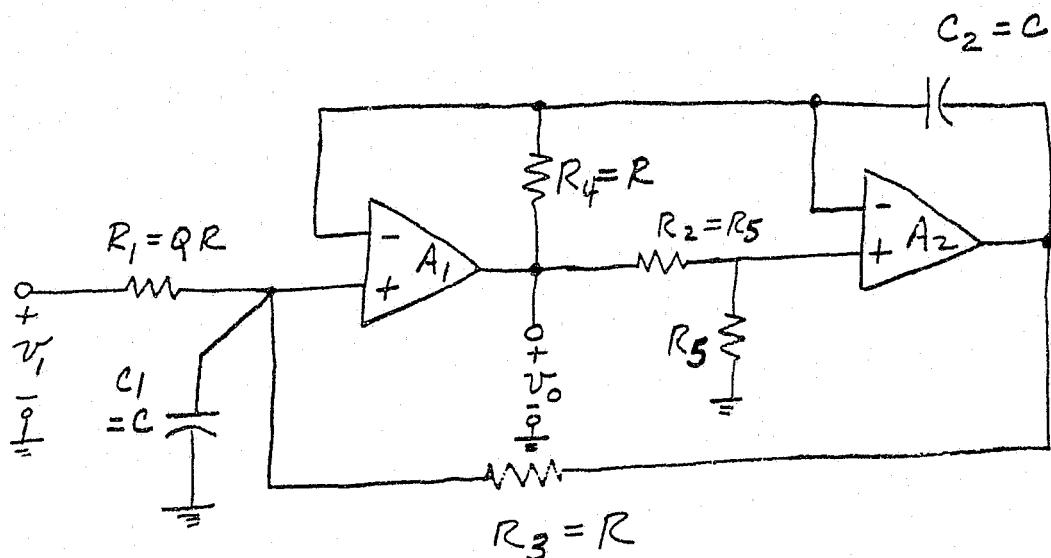 C₂ = C
R₄ = R
R₁ = QR
R₂ = R₅
- A₁ +
- A₂ +
+ v₁ -
C₁ = C
+ v₀ -
R₅
R₃ = R